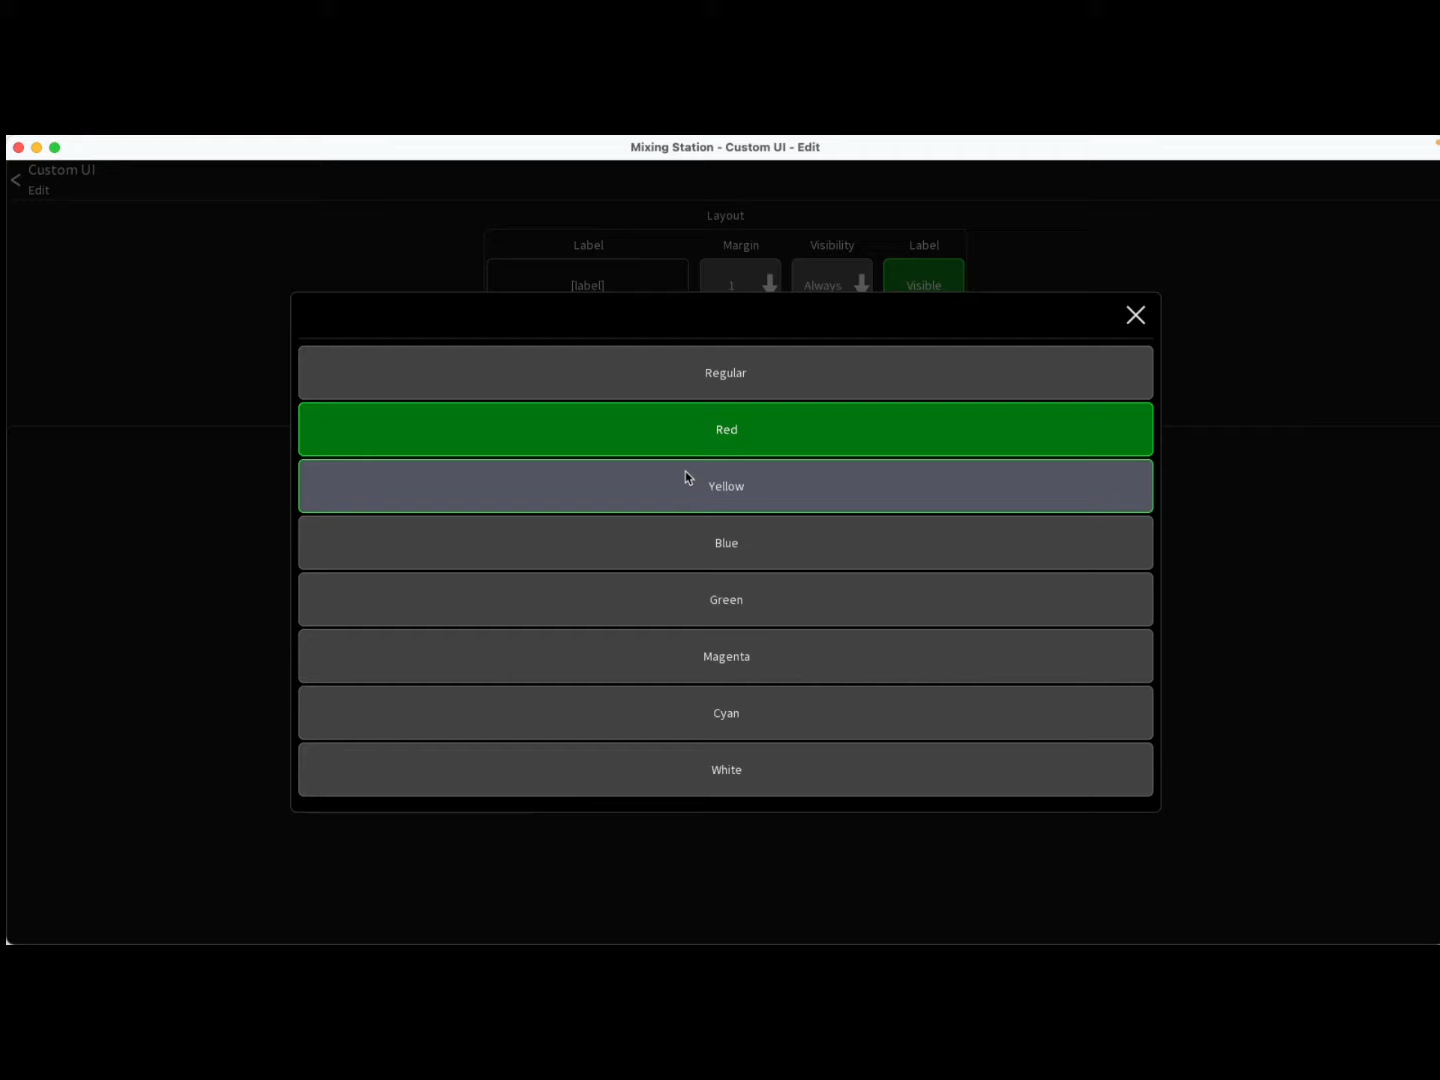 Mixing Station - Custom UI - Edit
Custom UI
Edit
Layout
Label Margin Visibility Label
[label] 1 Always Visible
Regular
Red
Yellow
Blue
Green
Magenta
Cyan
White